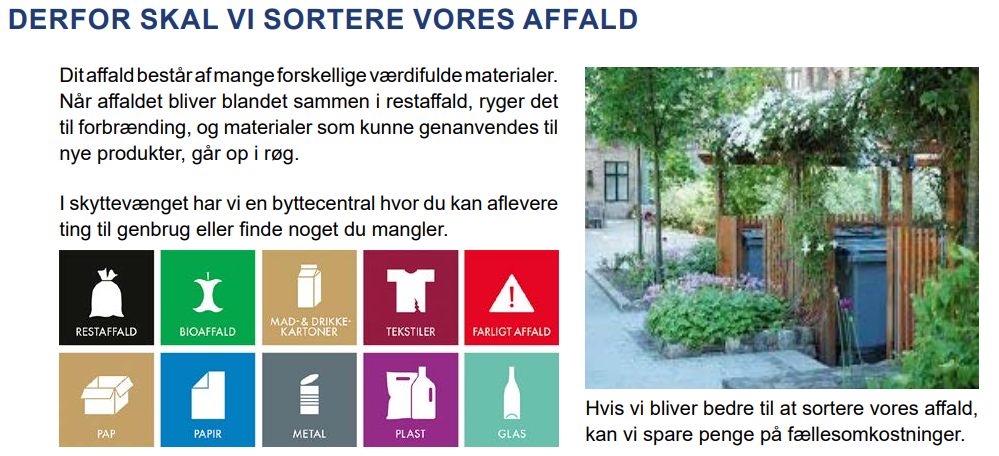 DERFOR SKAL VI SORTERE VORES AFFALD
Dit affald består af mange forskellige værdifulde materialer.
Når affaldet bliver blandet sammen i restaffald, ryger det
til forbrænding, og materialer som kunne genanvendes til
nye produkter, går op i røg.
I skyttevænget har vi en byttecentral hvor du kan aflevere
ting til genbrug eller finde noget du mangler.
RESTAFFALD
BIOAFFALD
MAD- & DRIKKE-
KARTONER
TEKSTILER
FARLIGT AFFALD
PAP
PAPIR
METAL
PLAST
GLAS
Hvis vi bliver bedre til at sortere vores affald,
kan vi spare penge på fællesomkostninger.